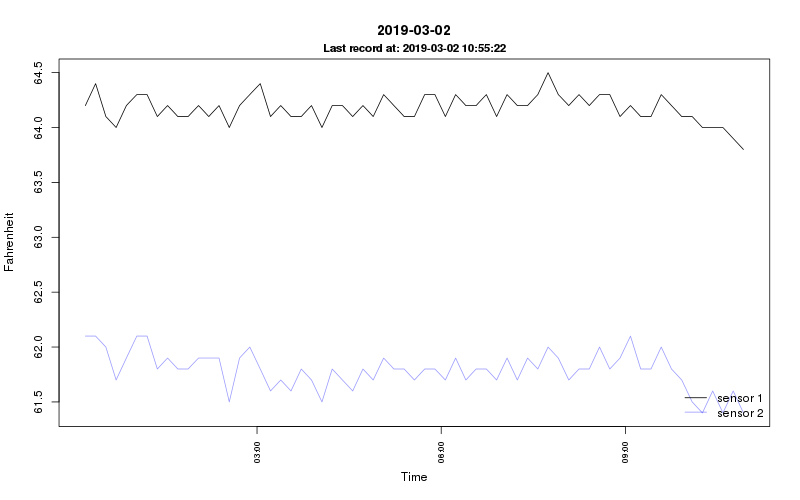 2019-03-02
Last record at: 2019-03-02 10:55:22
64.5
64.0
63.5
63.0
62.5
62.0
61.5
Fahrenheit
sensor 1
sensor 2
03:00
06:00
09:00
Time